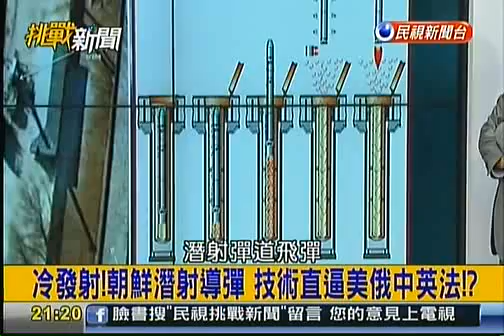 挑戰新聞
民視新聞台
潛射彈道飛彈
冷發射!朝鮮潛射導彈 技術直逼美俄中英法!?
21:20 f 臉書搜"民視挑戰新聞"留言 您的意見上電視